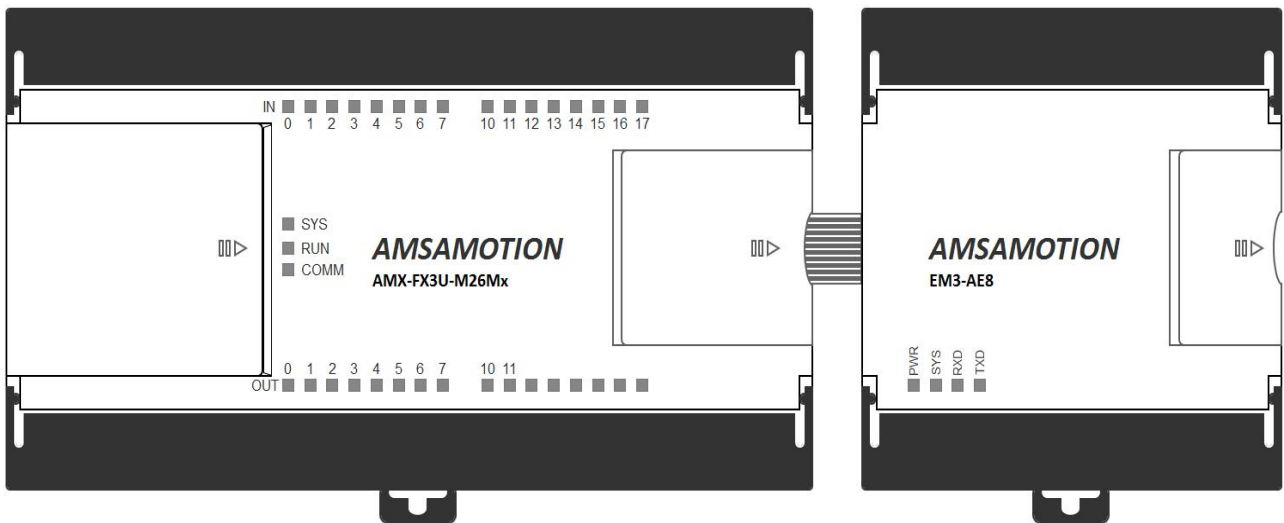 IN
0 1 2 3 4 5 6 7 10 11 12 13 14 15 16 17
SYS
RUN
COMM
AMSAMOTION
AMX-FX3U-M26Mx
0 1 2 3 4 5 6 7 10 11
OUT
AMSAMOTION
EM3-AE8
PWR
SYS
RXD
TXD